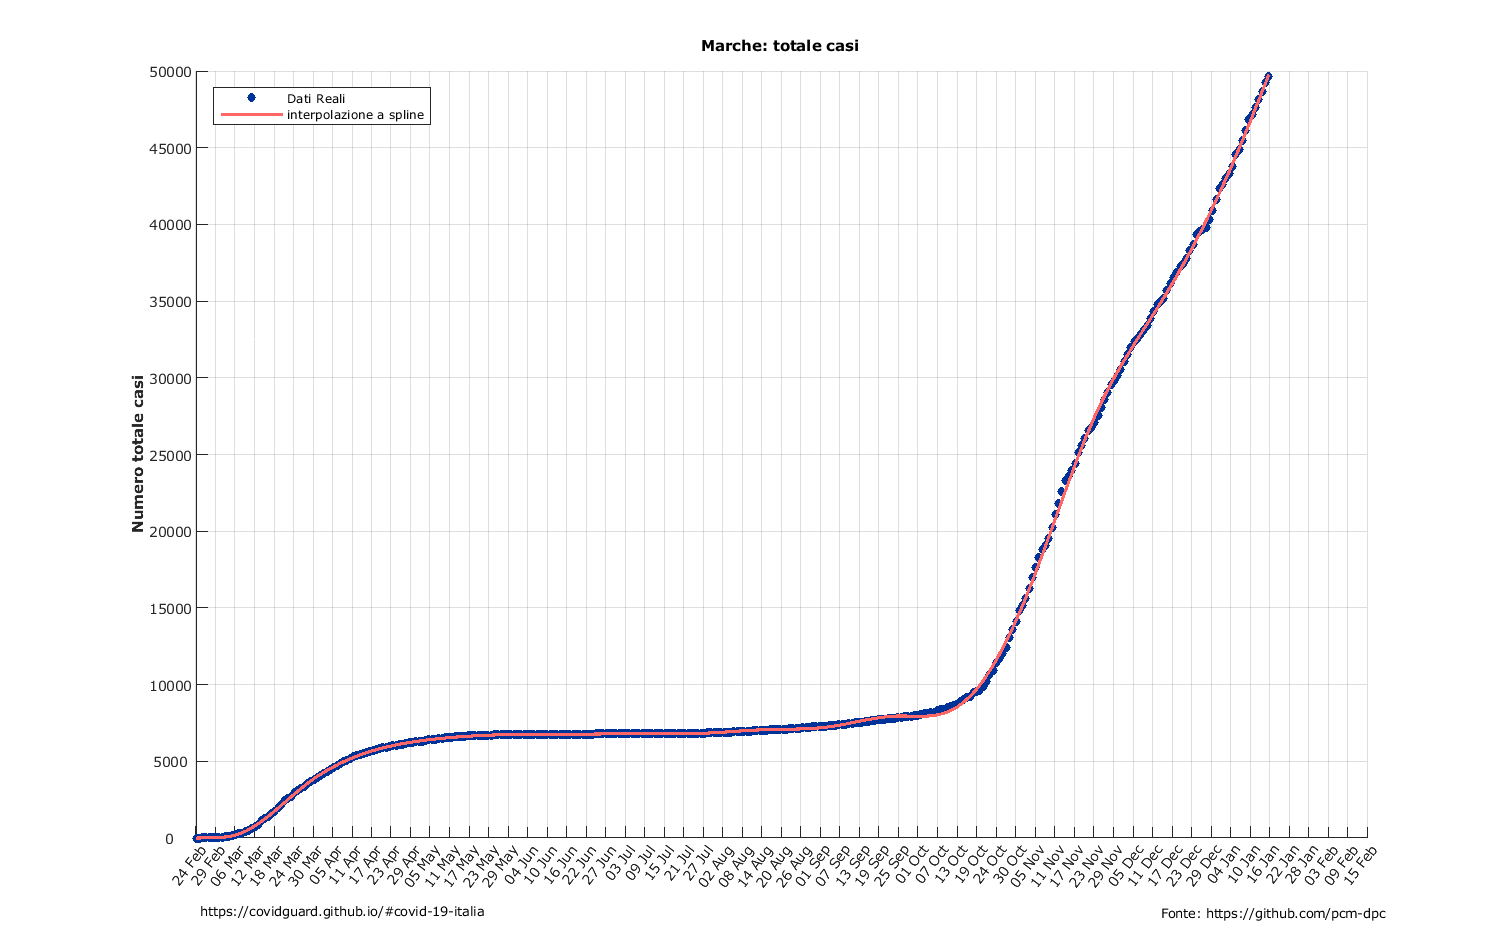 Marche: totale casi
Dati Reali
interpolazione a spline
Numero totale casi
50000
45000
40000
35000
30000
25000
20000
15000
10000
5000
0
24 Feb
29 Feb
06 Mar
12 Mar
18 Mar
24 Mar
30 Mar
05 Apr
11 Apr
17 Apr
23 Apr
29 Apr
05 May
11 May
17 May
23 May
29 May
04 Jun
10 Jun
16 Jun
22 Jun
27 Jun
03 Jul
09 Jul
15 Jul
21 Jul
27 Jul
02 Aug
08 Aug
14 Aug
20 Aug
26 Aug
01 Sep
07 Sep
13 Sep
19 Sep
25 Sep
01 Oct
07 Oct
13 Oct
19 Oct
24 Oct
30 Oct
05 Nov
11 Nov
17 Nov
23 Nov
29 Nov
05 Dec
11 Dec
17 Dec
23 Dec
29 Dec
04 Jan
10 Jan
16 Jan
22 Jan
28 Jan
03 Feb
09 Feb
15 Feb
https://covidguard.github.io/#covid-19-italia
Fonte: https://github.com/pcm-dpc